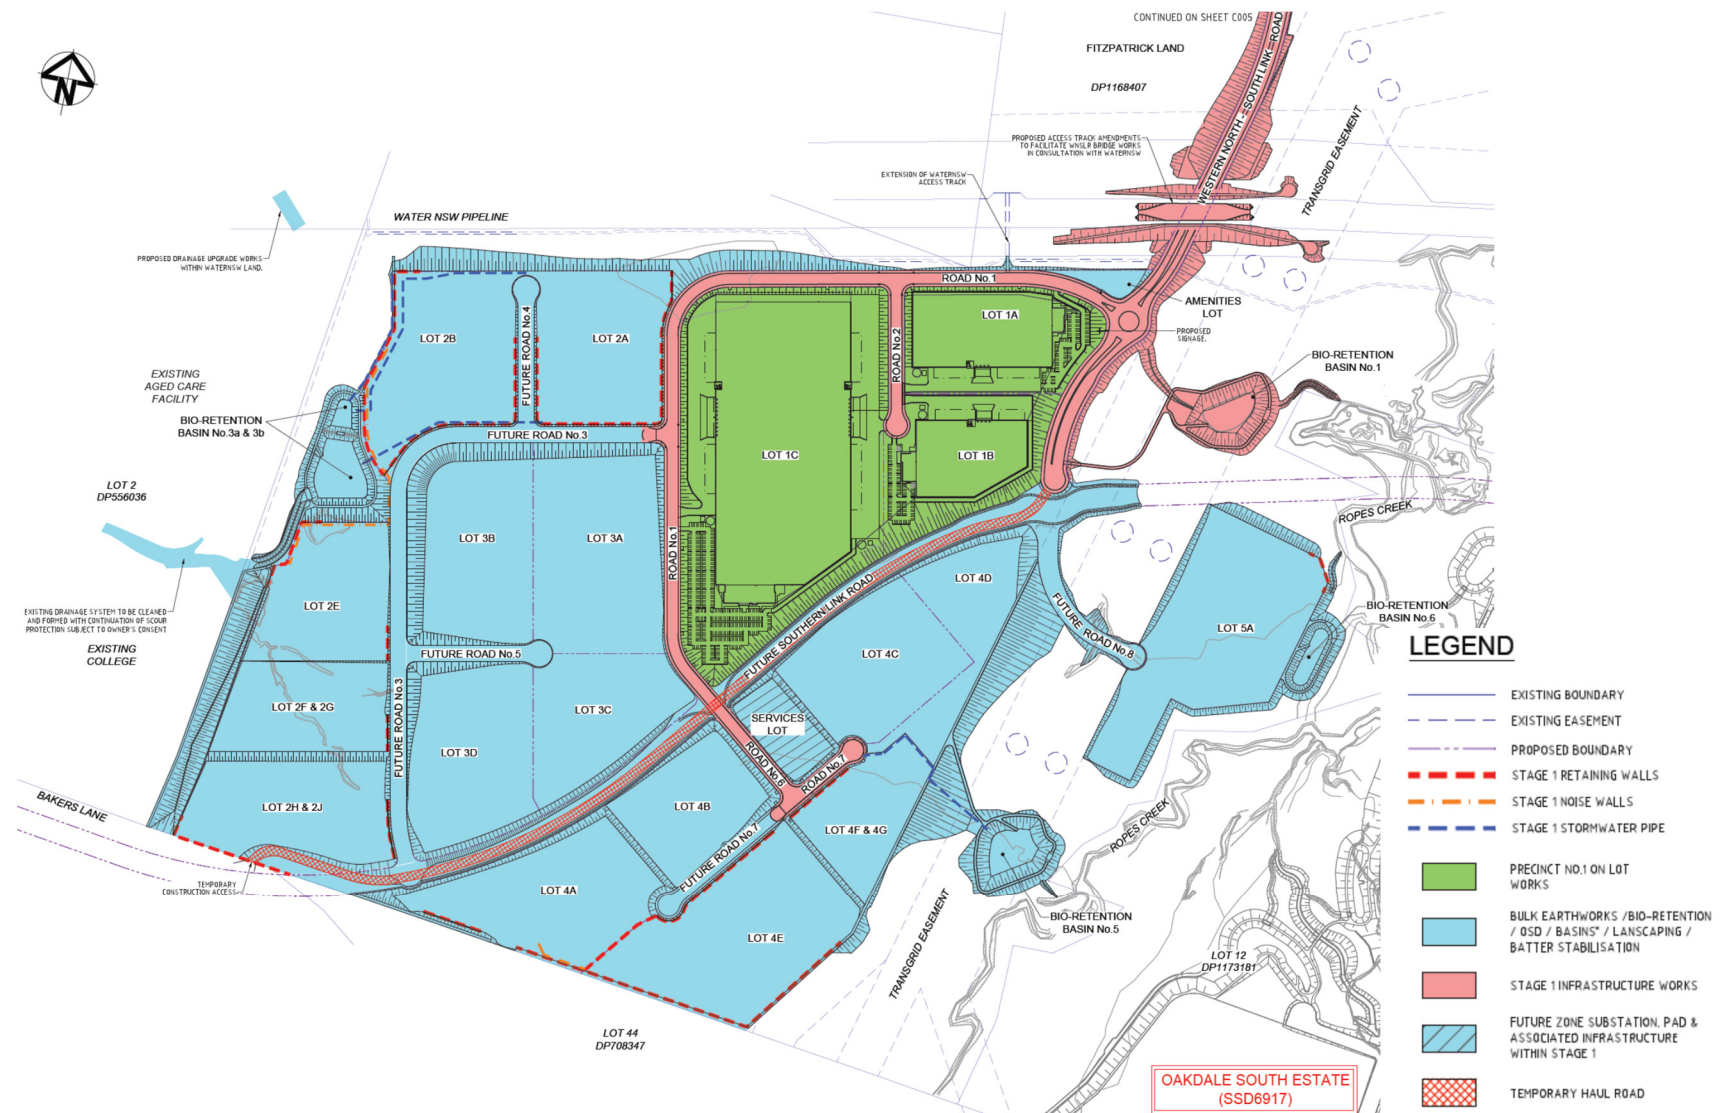 CONTINUED ON SHEET C005
FITZPATRICK LAND
DP1168407
WESTERN NORTH - SOUTH LINK ROAD
TRANSGRID EASEMENT
PROPOSED ACCESS TRACK AMENDMENTS
TO FACILITATE WNSLR BRIDGE WORKS
IN CONSULTATION WITH WATERNSW
EXTENSION OF WATERNSW
ACCESS TRACK
N
WATER NSW PIPELINE
PROPOSED DRAINAGE UPGRADE WORKS
WITHIN WATERNSW LAND.
ROAD No.1
AMENITIES
LOT
PROPOSED
SIGNAGE.
LOT 1A
LOT 2B
FUTURE ROAD No.4
LOT 2A
ROAD No.2
BIO-RETENTION
BASIN No.1
EXISTING
AGED CARE
FACILITY
BIO-RETENTION
BASIN No.3a & 3b
FUTURE ROAD No.3
LOT 1C
LOT 1B
LOT 2
DP556036
ROPES CREEK
LOT 3B
LOT 3A
ROAD No.1
LOT 4D
FUTURE SOUTHERN LINK ROAD
FUTURE ROAD No.8
LOT 5A
BIO-RETENTION
BASIN No.6
LOT 2E
EXISTING DRAINAGE SYSTEM TO BE CLEANED
AND FORMED WITH CONTINUATION OF SCOUR
PROTECTION SUBJECT TO OWNER'S CONSENT
EXISTING
COLLEGE
FUTURE ROAD No.5
LOT 4C
LOT 2F & 2G
FUTURE ROAD No.3
LOT 3C
SERVICES
LOT
LOT 3D
ROAD No.6
ROAD No.7
BAKERS LANE
LOT 2H & 2J
LOT 4B
LOT 4F & 4G
FUTURE ROAD No.7
ROPES CREEK
TEMPORARY
CONSTRUCTION ACCESS
LOT 4A
LOT 4E
BIO-RETENTION
BASIN No.5
TRANSGRID EASEMENT
LOT 12
DP1173181
LOT 44
DP708347
OAKDALE SOUTH ESTATE
(SSD6917)
LEGEND
EXISTING BOUNDARY
EXISTING EASEMENT
PROPOSED BOUNDARY
STAGE 1 RETAINING WALLS
STAGE 1 NOISE WALLS
STAGE 1 STORMWATER PIPE
PRECINCT NO.1 ON LOT
WORKS
BULK EARTHWORKS /BIO-RETENTION
/ OSD / BASINS* / LANSCAPING /
BATTER STABILISATION
STAGE 1 INFRASTRUCTURE WORKS
FUTURE ZONE SUBSTATION, PAD &
ASSOCIATED INFRASTRUCTURE
WITHIN STAGE 1
TEMPORARY HAUL ROAD